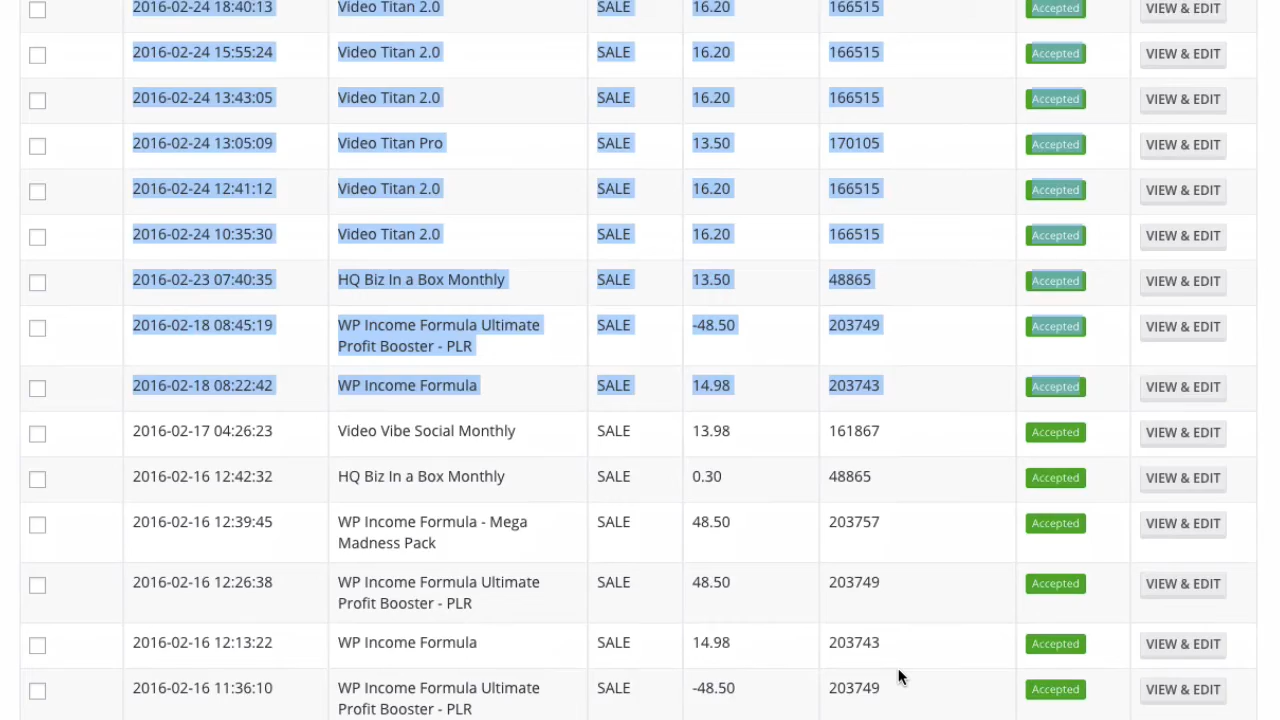 2016-02-24 18:40:13 Video Titan 2.0 SALE 16.20 166515 Accepted VIEW & EDIT
2016-02-24 15:55:24 Video Titan 2.0 SALE 16.20 166515 Accepted VIEW & EDIT
2016-02-24 13:43:05 Video Titan 2.0 SALE 16.20 166515 Accepted VIEW & EDIT
2016-02-24 13:05:09 Video Titan Pro SALE 13.50 170105 Accepted VIEW & EDIT
2016-02-24 12:41:12 Video Titan 2.0 SALE 16.20 166515 Accepted VIEW & EDIT
2016-02-24 10:35:30 Video Titan 2.0 SALE 16.20 166515 Accepted VIEW & EDIT
2016-02-23 07:40:35 HQ Biz In a Box Monthly SALE 13.50 48865 Accepted VIEW & EDIT
2016-02-18 08:45:19 WP Income Formula Ultimate SALE -48.50 203749 Accepted VIEW & EDIT
Profit Booster - PLR
2016-02-18 08:22:42 WP Income Formula SALE 14.98 203743 Accepted VIEW & EDIT
2016-02-17 04:26:23 Video Vibe Social Monthly SALE 13.98 161867 Accepted VIEW & EDIT
2016-02-16 12:42:32 HQ Biz In a Box Monthly SALE 0.30 48865 Accepted VIEW & EDIT
2016-02-16 12:39:45 WP Income Formula - Mega SALE 48.50 203757 Accepted VIEW & EDIT
Madness Pack
2016-02-16 12:26:38 WP Income Formula Ultimate SALE 48.50 203749 Accepted VIEW & EDIT
Profit Booster - PLR
2016-02-16 12:13:22 WP Income Formula SALE 14.98 203743 Accepted VIEW & EDIT
2016-02-16 11:36:10 WP Income Formula Ultimate SALE -48.50 203749 Accepted VIEW & EDIT
Profit Booster - PLR